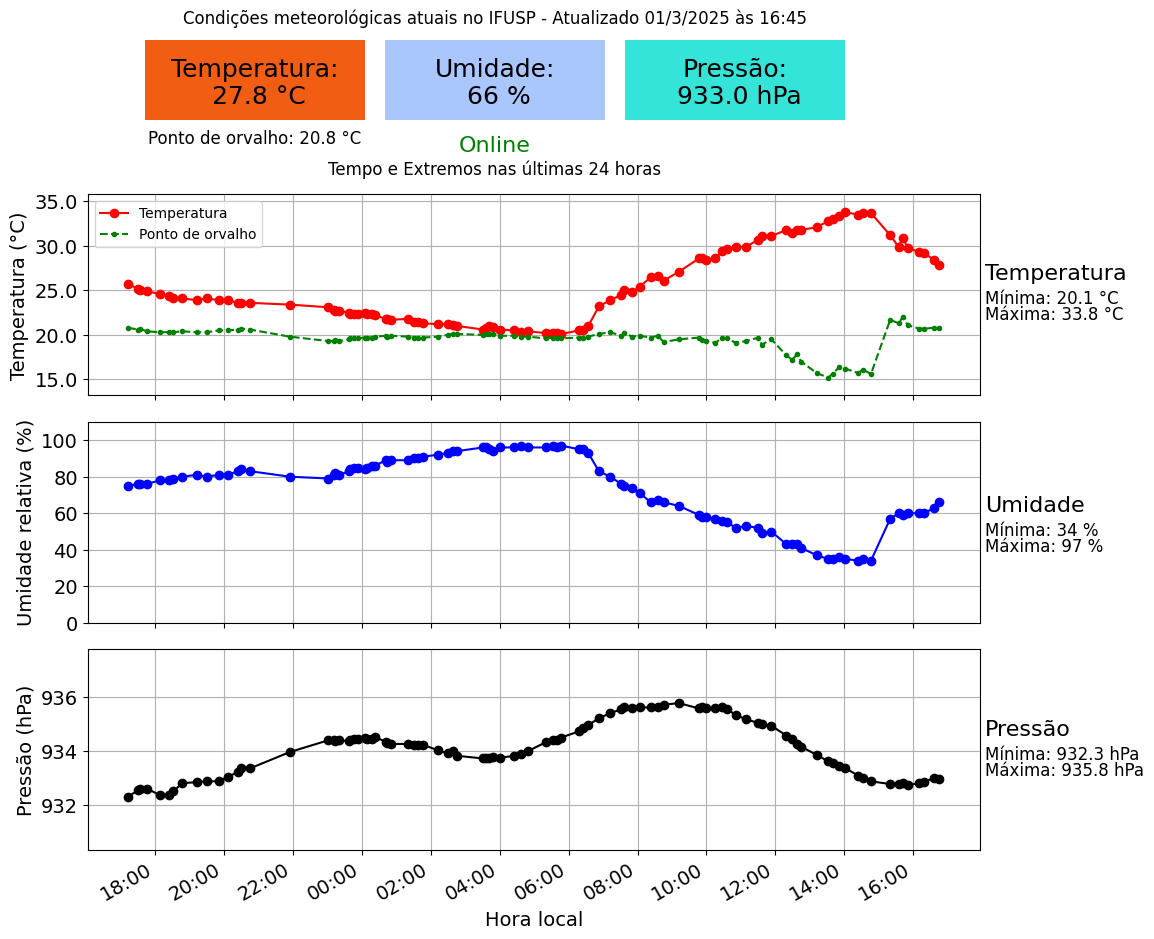 Condições meteorológicas atuais no IFUSP - Atualizado 01/3/2025 às 16:45
Temperatura:
27.8 °C
Umidade:
66 %
Pressão:
933.0 hPa
Ponto de orvalho: 20.8 °C
Online
Tempo e Extremos nas últimas 24 horas
Temperatura (°C)
35.0
30.0
25.0
20.0
15.0
Temperatura
Ponto de orvalho
Temperatura
Mínima: 20.1 °C
Máxima: 33.8 °C
Umidade relativa (%)
100
80
60
40
20
0
Umidade
Mínima: 34 %
Máxima: 97 %
Pressão (hPa)
936
934
932
Pressão
Mínima: 932.3 hPa
Máxima: 935.8 hPa
18:00 20:00 22:00 00:00 02:00 04:00 06:00 08:00 10:00 12:00 14:00 16:00
Hora local